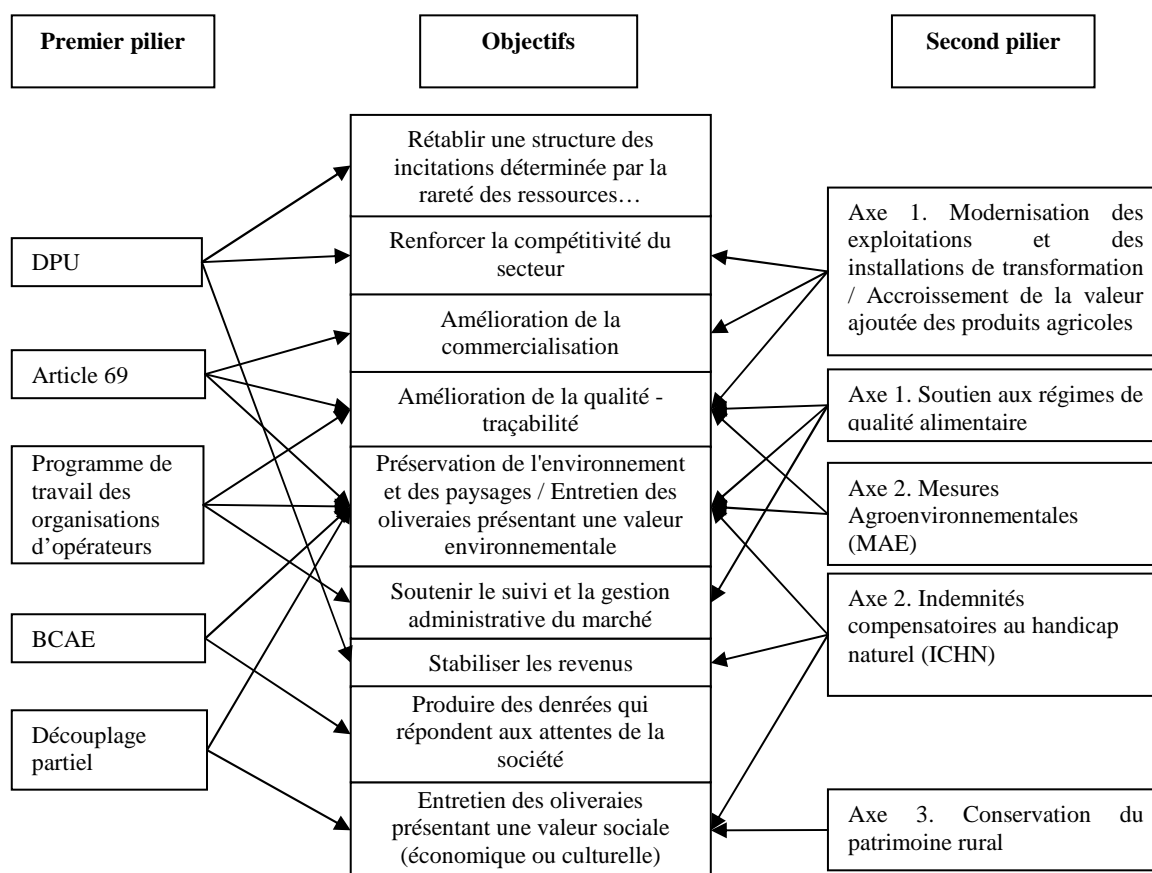 Premier pilier
Objectifs
Second pilier
DPU
Article 69
Programme de
travail des
organisations
d'opérateurs
BCAE
Découplage
partiel
Rétablir une structure des
incitations déterminée par la
rareté des ressources…
Renforcer la compétitivité du
secteur
Amélioration de la
commercialisation
Amélioration de la qualité -
traçabilité
Préservation de l'environnement
et des paysages / Entretien des
oliveraies présentant une valeur
environnementale
Soutenir le suivi et la gestion
administrative du marché
Stabiliser les revenus
Produire des denrées qui
répondent aux attentes de la
société
Entretien des oliveraies
présentant une valeur sociale
(économique ou culturelle)
Axe 1. Modernisation des
exploitations et des
installations de transformation
/ Accroissement de la valeur
ajoutée des produits agricoles
Axe 1. Soutien aux régimes de
qualité alimentaire
Axe 2. Mesures
Agroenvironnementales
(MAE)
Axe 2. Indemnités
compensatoires au handicap
naturel (ICHN)
Axe 3. Conservation du
patrimoine rural